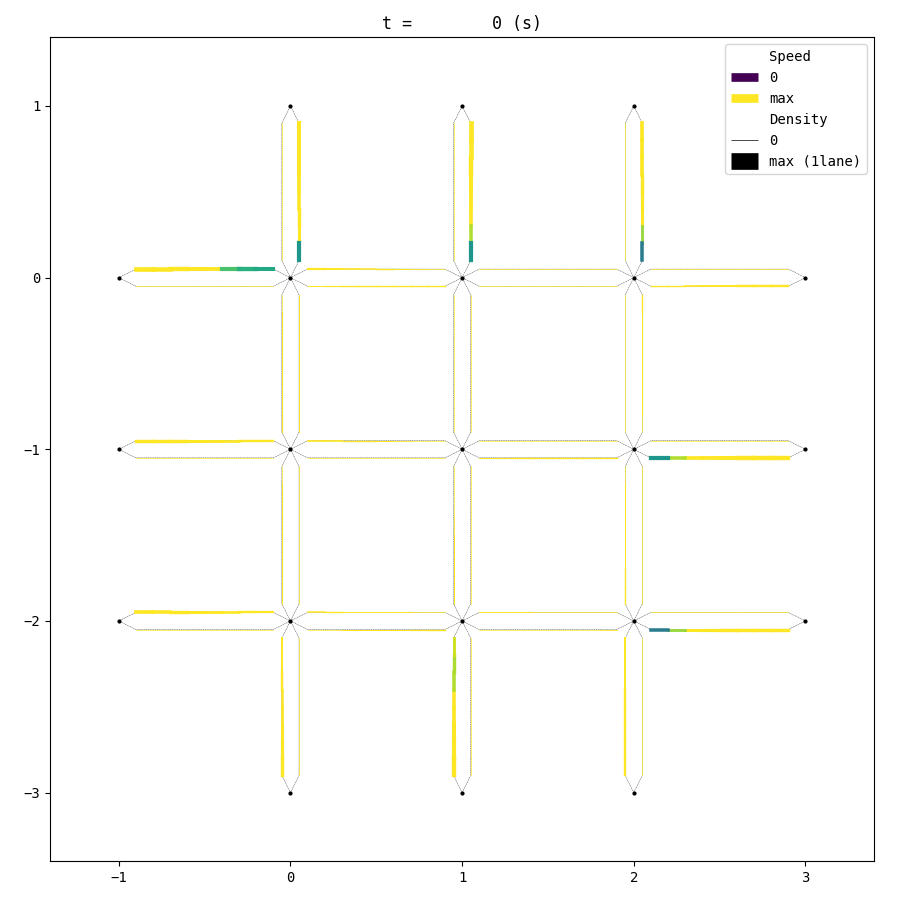 t =        0 (s)
Speed
0
max
Density
0
max (1lane)
1
0
−1
−2
−3
−1 0 1 2 3